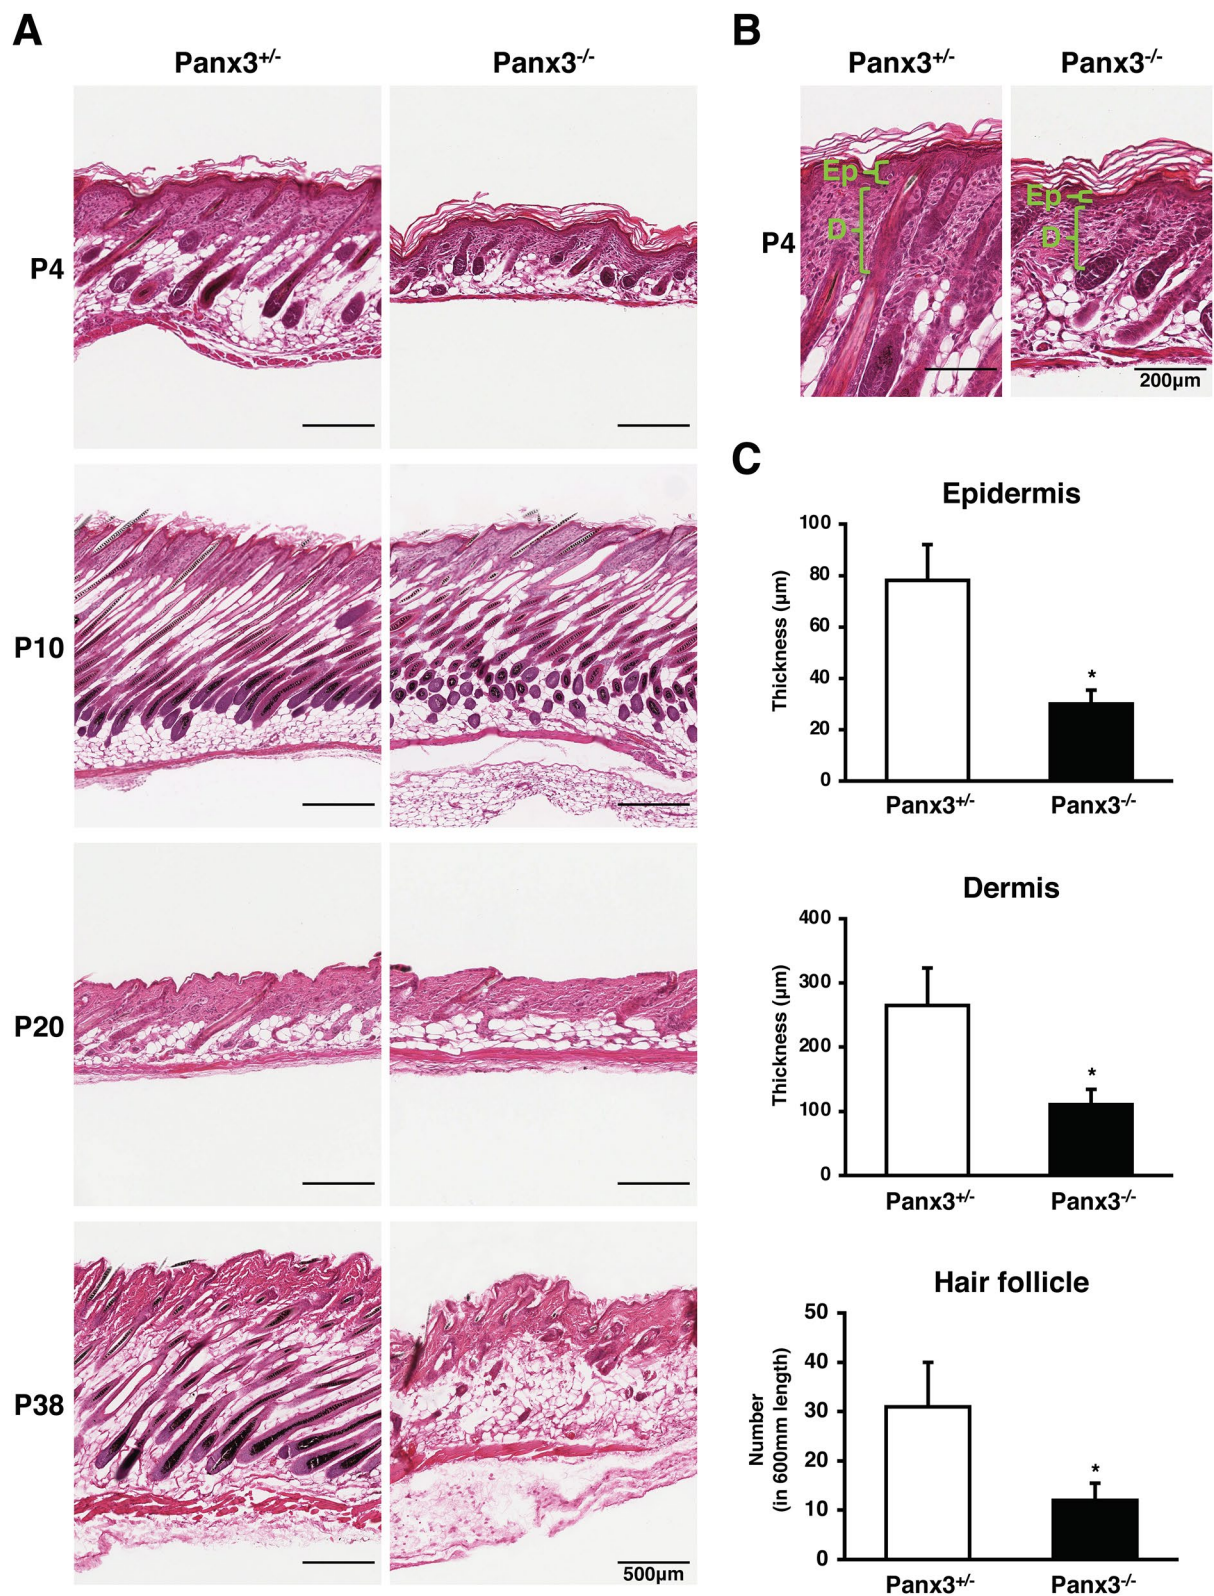 A
Panx3+/-
Panx3-/-
P4
P10
P20
P38
500µm
B
Panx3+/-
Panx3-/-
P4
Ep
D
Ep
D
200µm
C
Epidermis
Thickness (µm)
100
80
60
40
20
0
*
Panx3+/-
Panx3-/-
Dermis
Thickness (µm)
400
300
200
100
0
*
Panx3+/-
Panx3-/-
Hair follicle
Number
(in 600mm length)
50
40
30
20
10
0
*
Panx3+/-
Panx3-/-